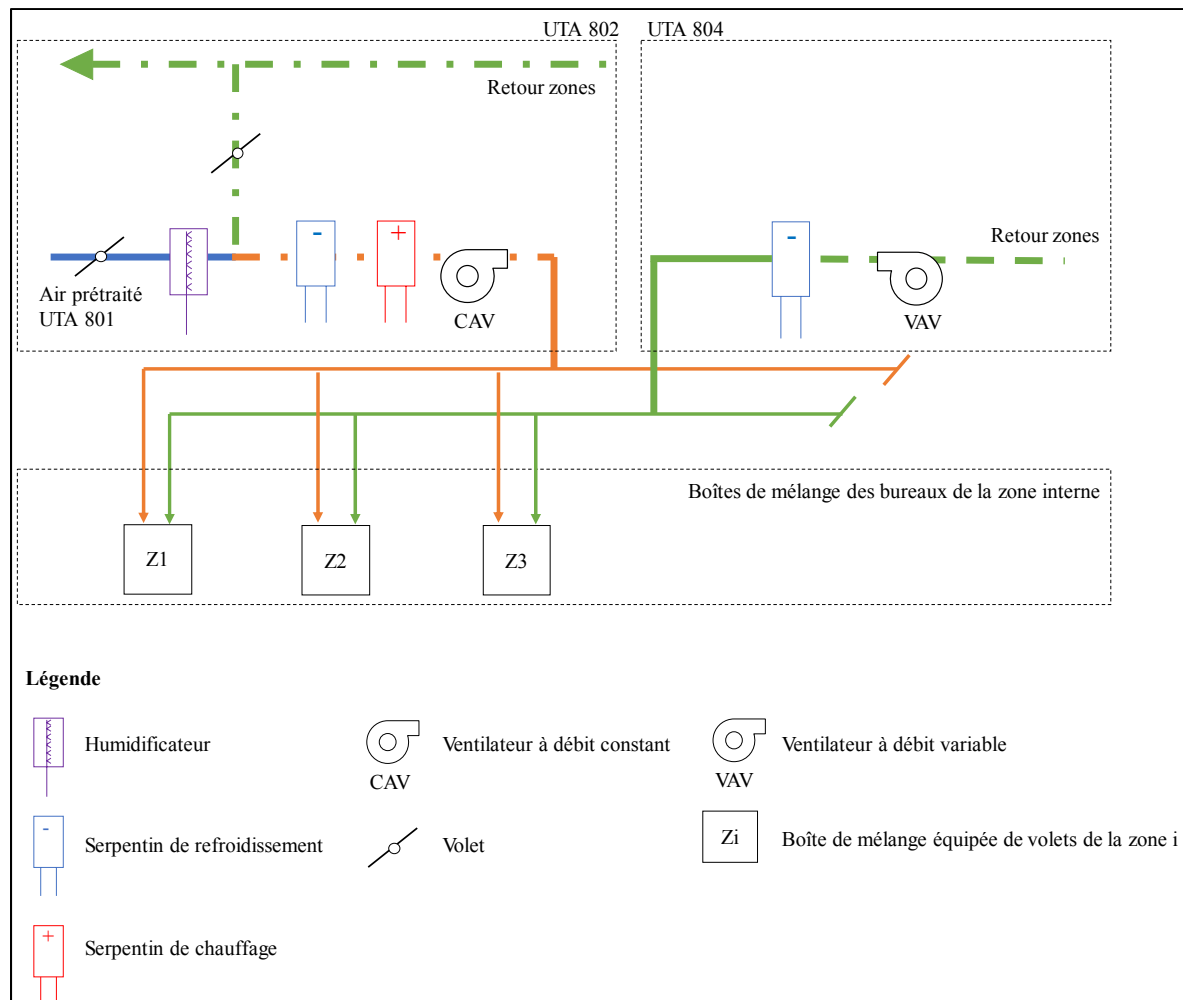 UTA 802
UTA 804
Retour zones
Retour zones
-
+
-
Air prétraité
UTA 801
CAV
VAV
Boîtes de mélange des bureaux de la zone interne
Z1
Z2
Z3
Légende
Humidificateur
CAV
Ventilateur à débit constant
VAV
Ventilateur à débit variable
-
Serpentin de refroidissement
Volet
Zi
Boîte de mélange équipée de volets de la zone i
+
Serpentin de chauffage